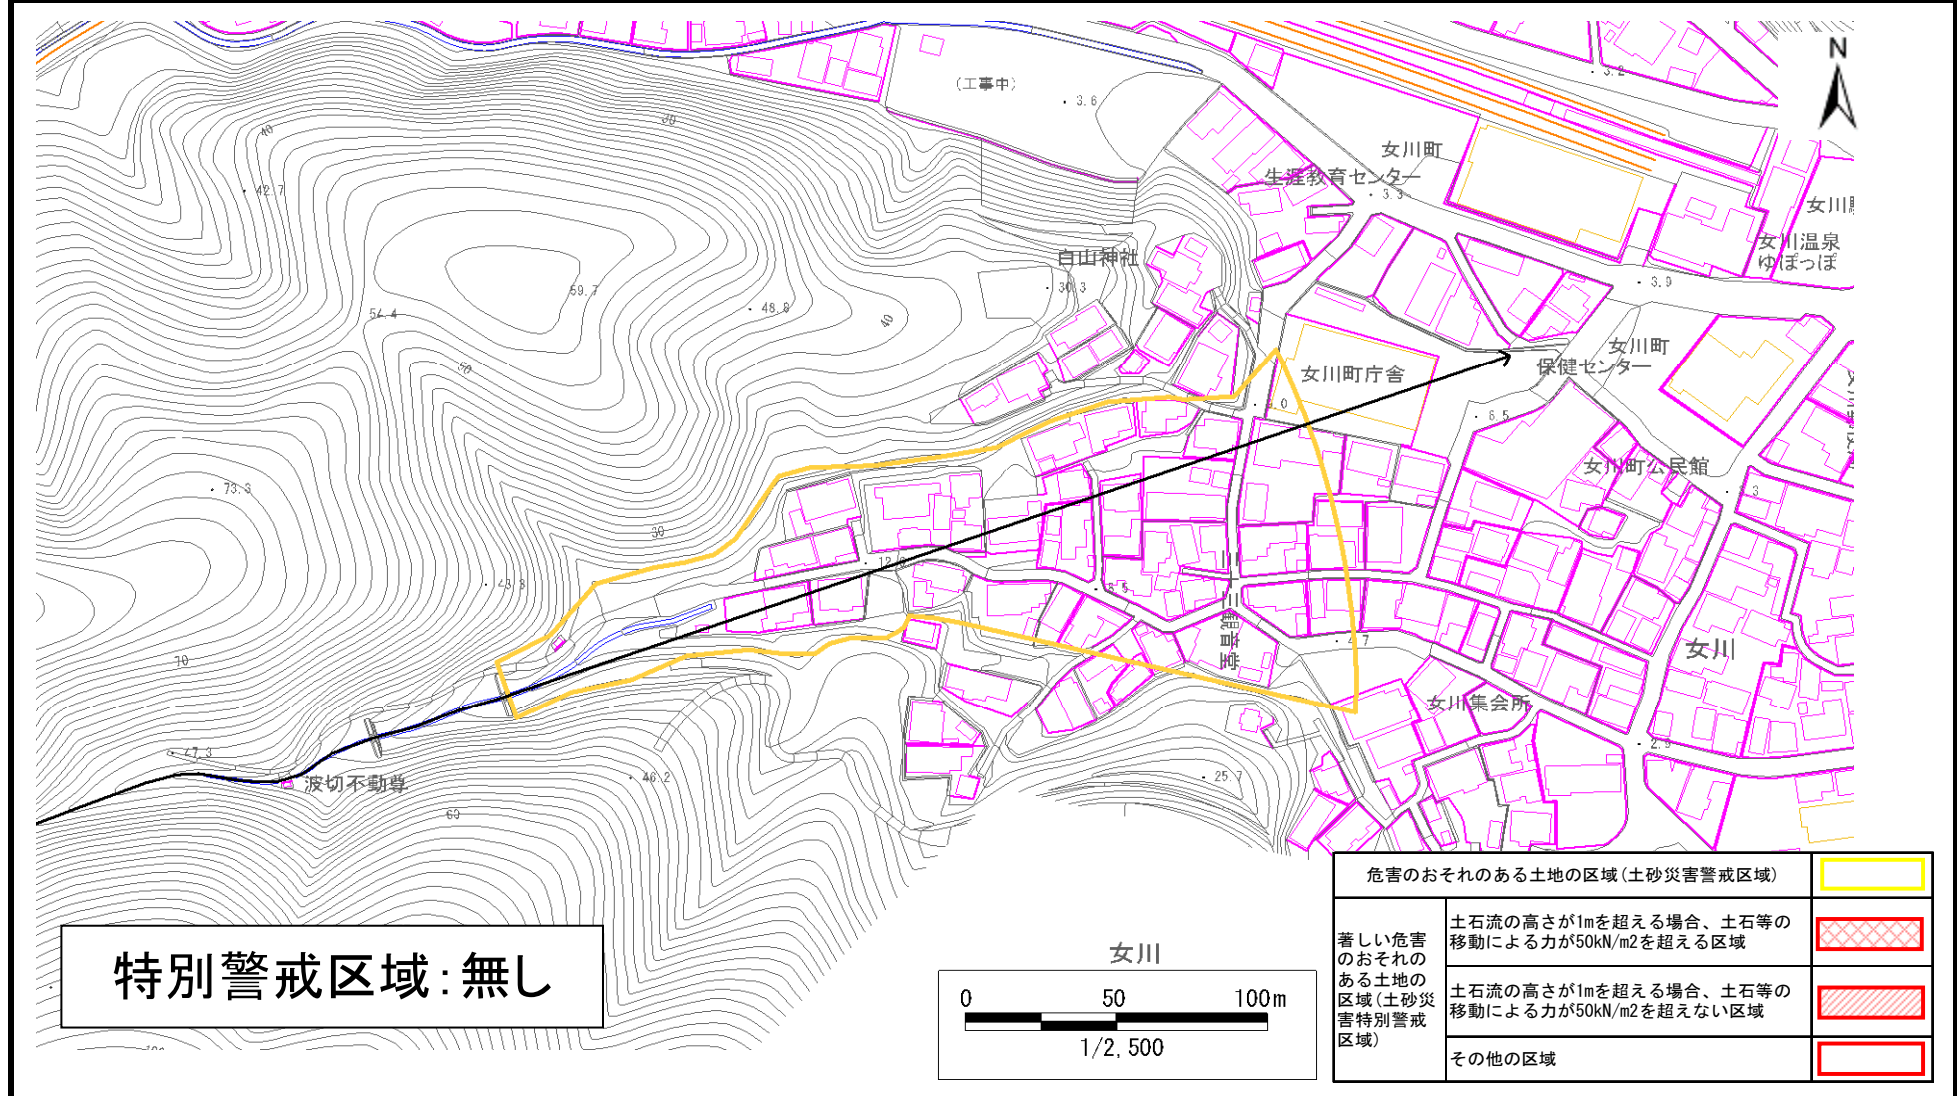 N
(工事中)
3.6
3.2
30
40
42.7
女川町
生涯教育センター
3.3
女川
女川温泉
ゆぽっぽ
白山神社
30.3
3.9
59.7
54.4
48.8
40
50
女川町
保健センター
女川町庁舎
6.5
女川町公民館
73.3
30
43.3
三観音堂
4.7
女川
70
女川集会所
47.3
波切不動尊
46.2
25.7
2.9
60
女川
特別警戒区域:無し
0 50 100m
1/2,500
危害のおそれのある土地の区域(土砂災害警戒区域)
著しい危害
のおそれの
ある土地の
区域(土砂災
害特別警戒
区域)
土石流の高さが1mを超える場合、土石等の
移動による力が50kN/m2を超える区域
土石流の高さが1mを超える場合、土石等の
移動による力が50kN/m2を超えない区域
その他の区域